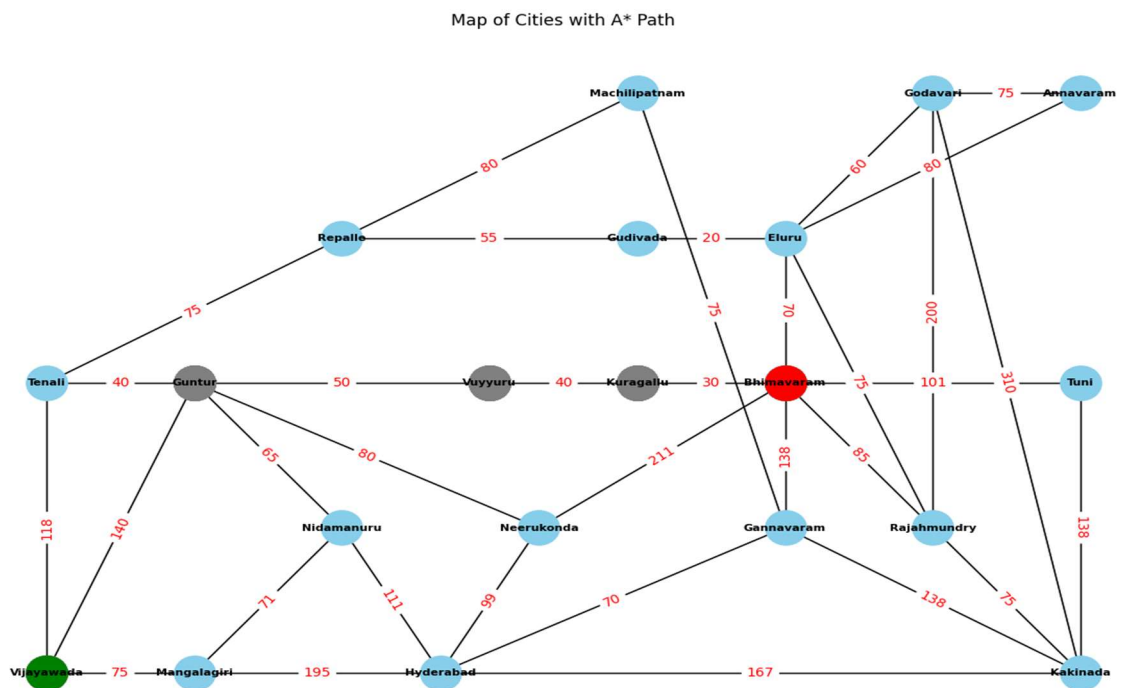 Map of Cities with A* Path
Machilipatnam
Godavari 75 Annavaram
80 60 80
Repalle 55 Gudivada 20 Eluru
75 75 70 200
Tenali 40 Guntur 50 Vuyyuru 40 Kuragallu 30 Bhimavaram 75 101 310 Tuni
65 80 211 138 85
118 140 Nidamanuru Neerukonda Gannavaram Rajahmundry 138
71 111 99 70 138 75
Vijayawada 75 Mangalagiri 195 Hyderabad 167 Kakinada